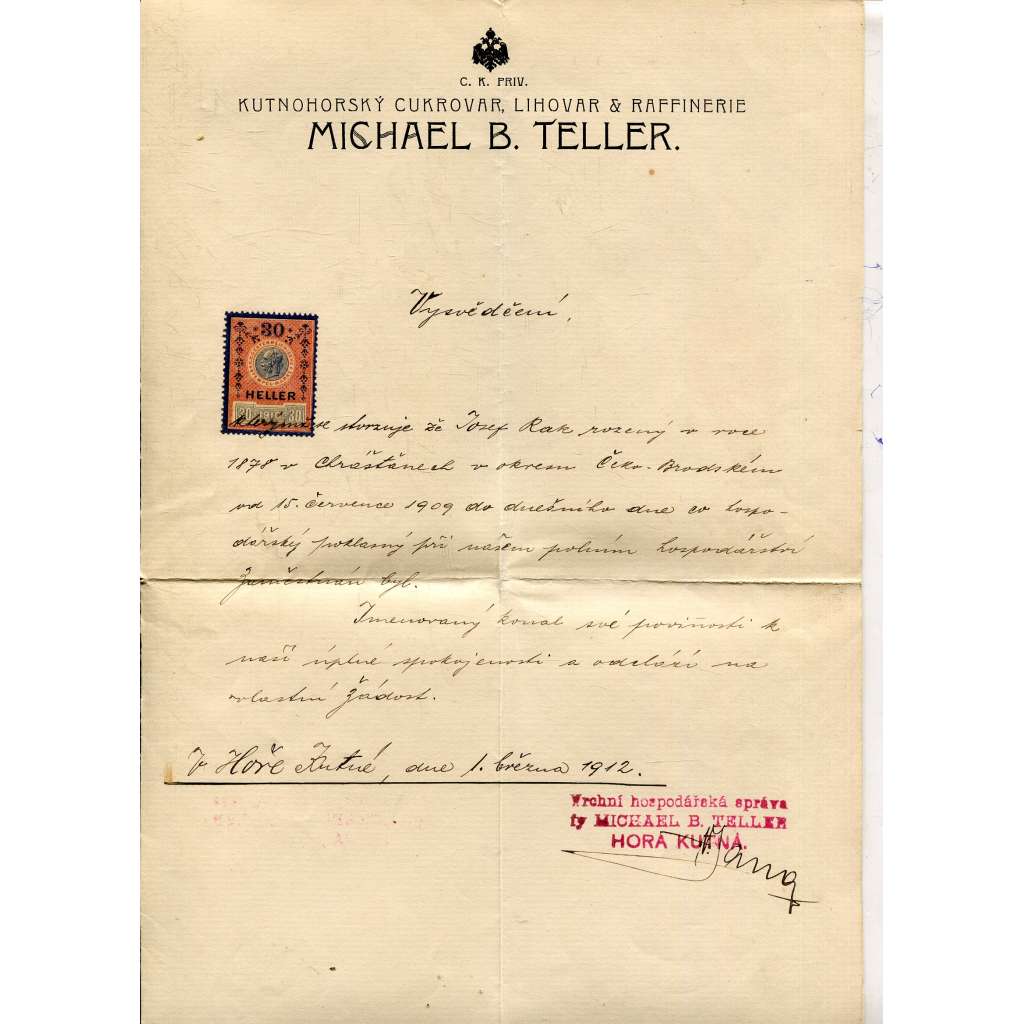 C. K. PRIV.
KUTNOHORSKÝ CUKROVAR, LIHOVAR & RAFFINERIE
MICHAEL B. TELLER.
Vysvědčení,
30
HELLER
30 1910 30
kterýmž se stvrzuje že Josef Rak rozený v roce
1878 v Chrášťanech v okresu Česko-Brodském
od 15. července 1909 do dnešního dne co hospo-
dářský poklasný při našem polním hospodářství
zaměstnán byl.
Jmenovaný konal své povinnosti k
naší úplné spokojenosti a odchází na
vlastní žádost.
V Hoře Kutné, dne 1. března 1912.
Vrchní hospodářská správa
fy MICHAEL B. TELLER
HORA KUTNÁ.